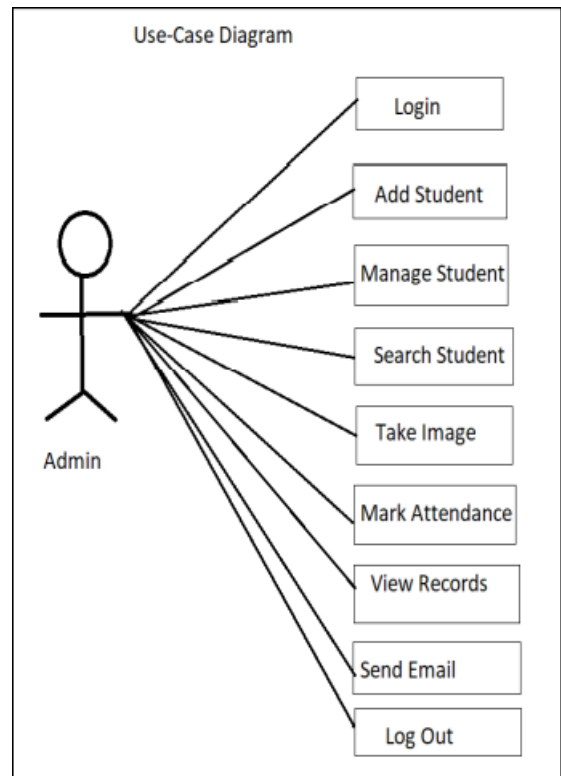 Use-Case Diagram
Login
Add Student
Manage Student
Search Student
Take Image
Admin
Mark Attendance
View Records
Send Email
Log Out